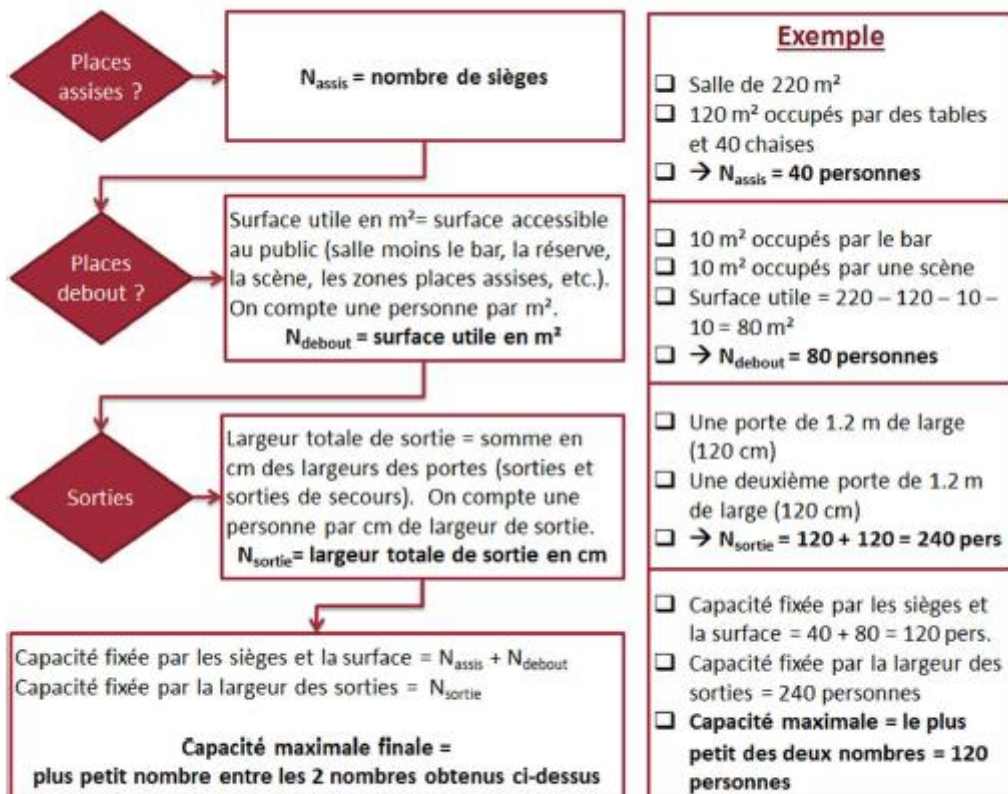 Places
assises ?
N_assis = nombre de sièges
Places
debout ?
Surface utile en m²= surface accessible
au public (salle moins le bar, la réserve,
la scène, les zones places assises, etc.).
On compte une personne par m².
N_debout = surface utile en m²
Sorties
Largeur totale de sortie = somme en
cm des largeurs des portes (sorties et
sorties de secours). On compte une
personne par cm de largeur de sortie.
N_sortie= largeur totale de sortie en cm
Capacité fixée par les sièges et la surface = N_assis + N_debout
Capacité fixée par la largeur des sorties = N_sortie
Capacité maximale finale =
plus petit nombre entre les 2 nombres obtenus ci-dessus
Exemple
❑ Salle de 220 m²
❑ 120 m² occupés par des tables
et 40 chaises
❑ → N_assis = 40 personnes
❑ 10 m² occupés par le bar
❑ 10 m² occupés par une scène
❑ Surface utile = 220 – 120 – 10 –
10 = 80 m²
❑ → N_debout = 80 personnes
❑ Une porte de 1.2 m de large
(120 cm)
❑ Une deuxième porte de 1.2 m
de large (120 cm)
❑ → N_sortie = 120 + 120 = 240 pers
❑ Capacité fixée par les sièges et
la surface = 40 + 80 = 120 pers.
❑ Capacité fixée par la largeur des
sorties = 240 personnes
❑ Capacité maximale = le plus
petit des deux nombres = 120
personnes